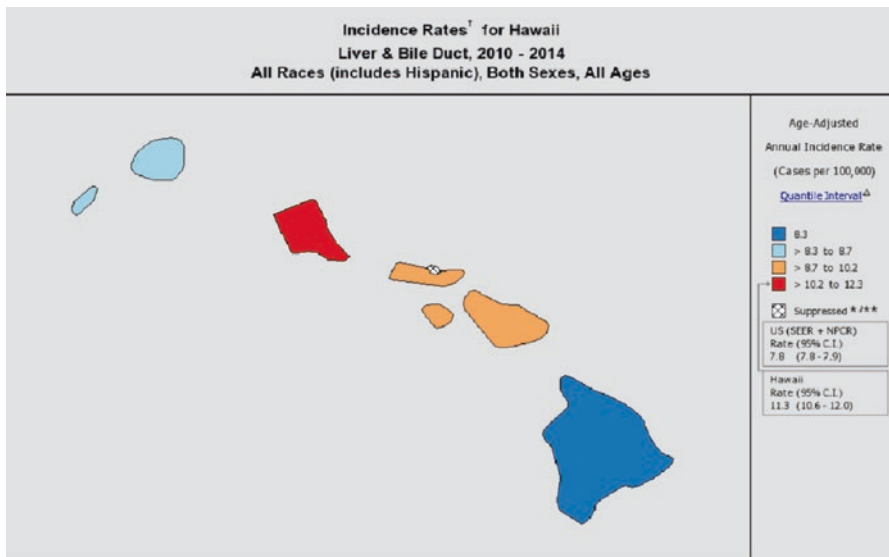 Incidence Rates† for Hawaii
Liver & Bile Duct, 2010 - 2014
All Races (includes Hispanic), Both Sexes, All Ages
Age-Adjusted
Annual Incidence Rate
(Cases per 100,000)
Quantile IntervalΔ
8.3
> 8.3 to 8.7
> 8.7 to 10.2
> 10.2 to 12.3
Suppressed */**
US (SEER + NPCR)
Rate (95% C.I.)
7.8 (7.8 - 7.9)
Hawaii
Rate (95% C.I.)
11.3 (10.6 - 12.0)